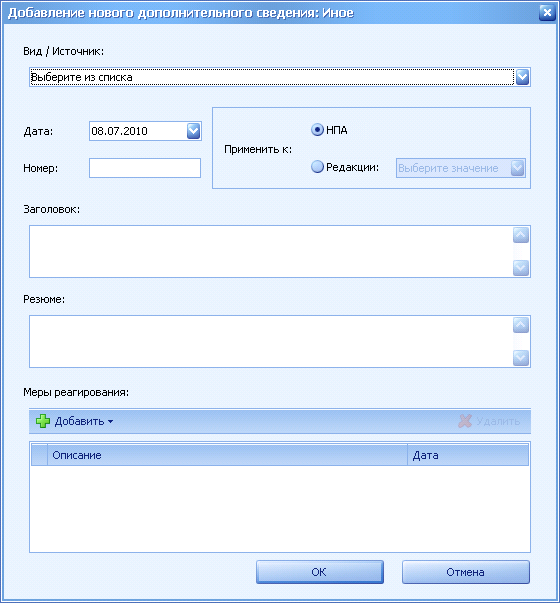 Добавление нового дополнительного сведения: Иное
Вид / Источник:
Выберите из списка
Дата:
08.07.2010
Номер:
Применить к:
НПА
Редакции:
Выберите значение
Заголовок:
Резюме:
Меры реагирования:
Добавить
Удалить
Описание
Дата
OK
Отмена